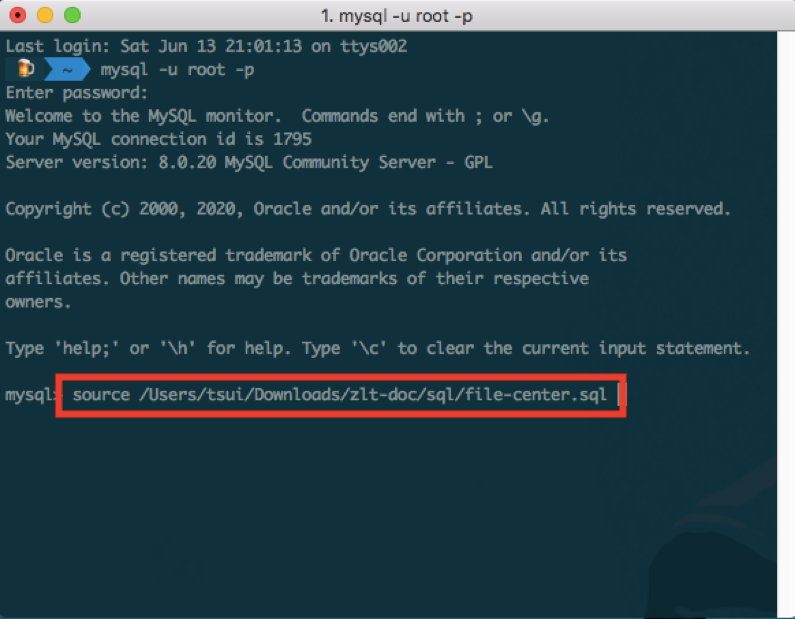 1. mysql -u root -p
Last login: Sat Jun 13 21:01:13 on ttys002
~ mysql -u root -p
Enter password:
Welcome to the MySQL monitor.  Commands end with ; or \g.
Your MySQL connection id is 1795
Server version: 8.0.20 MySQL Community Server - GPL
Copyright (c) 2000, 2020, Oracle and/or its affiliates. All rights reserved.
Oracle is a registered trademark of Oracle Corporation and/or its
affiliates. Other names may be trademarks of their respective
owners.
Type 'help;' or '\h' for help. Type '\c' to clear the current input statement.
mysql> source /Users/tsui/Downloads/zlt-doc/sql/file-center.sql